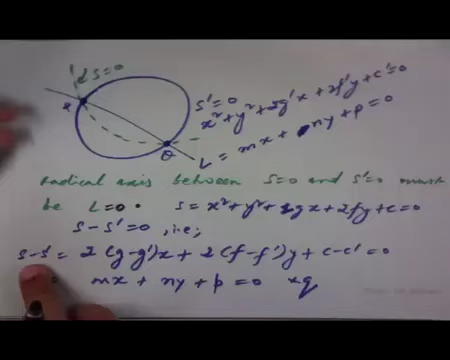 S=0
S'=0
x²+y²+2g'x+2f'y+c'=0
L = mx + ny+p=0
Q
Radical axis between S=0 and S'=0 must
be L=0. S=x²+y²+2gx+2fy+c=0
S-S'=0, i.e;
S-S'= 2(g-g')x+2(f-f')y+c-c'=0
mx + ny + p = 0